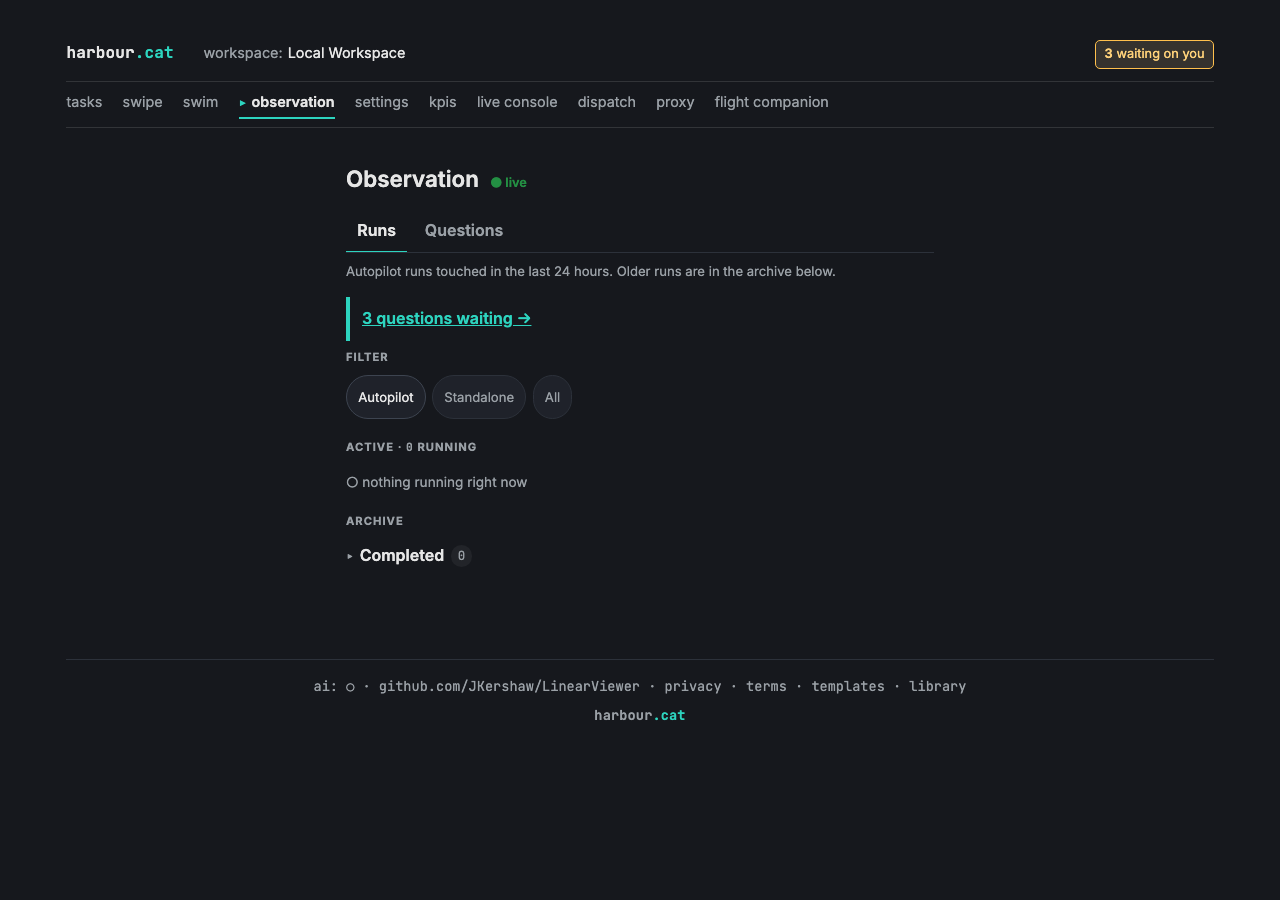 harbour.cat workspace: Local Workspace 3 waiting on you
tasks swipe swim ▸ observation settings kpis live console dispatch proxy flight companion
Observation ● live
Runs Questions
Autopilot runs touched in the last 24 hours. Older runs are in the archive below.
3 questions waiting →
FILTER
Autopilot Standalone All
ACTIVE · 0 RUNNING
○ nothing running right now
ARCHIVE
▸ Completed 0
ai: ○ · github.com/JKershaw/LinearViewer · privacy · terms · templates · library
harbour.cat